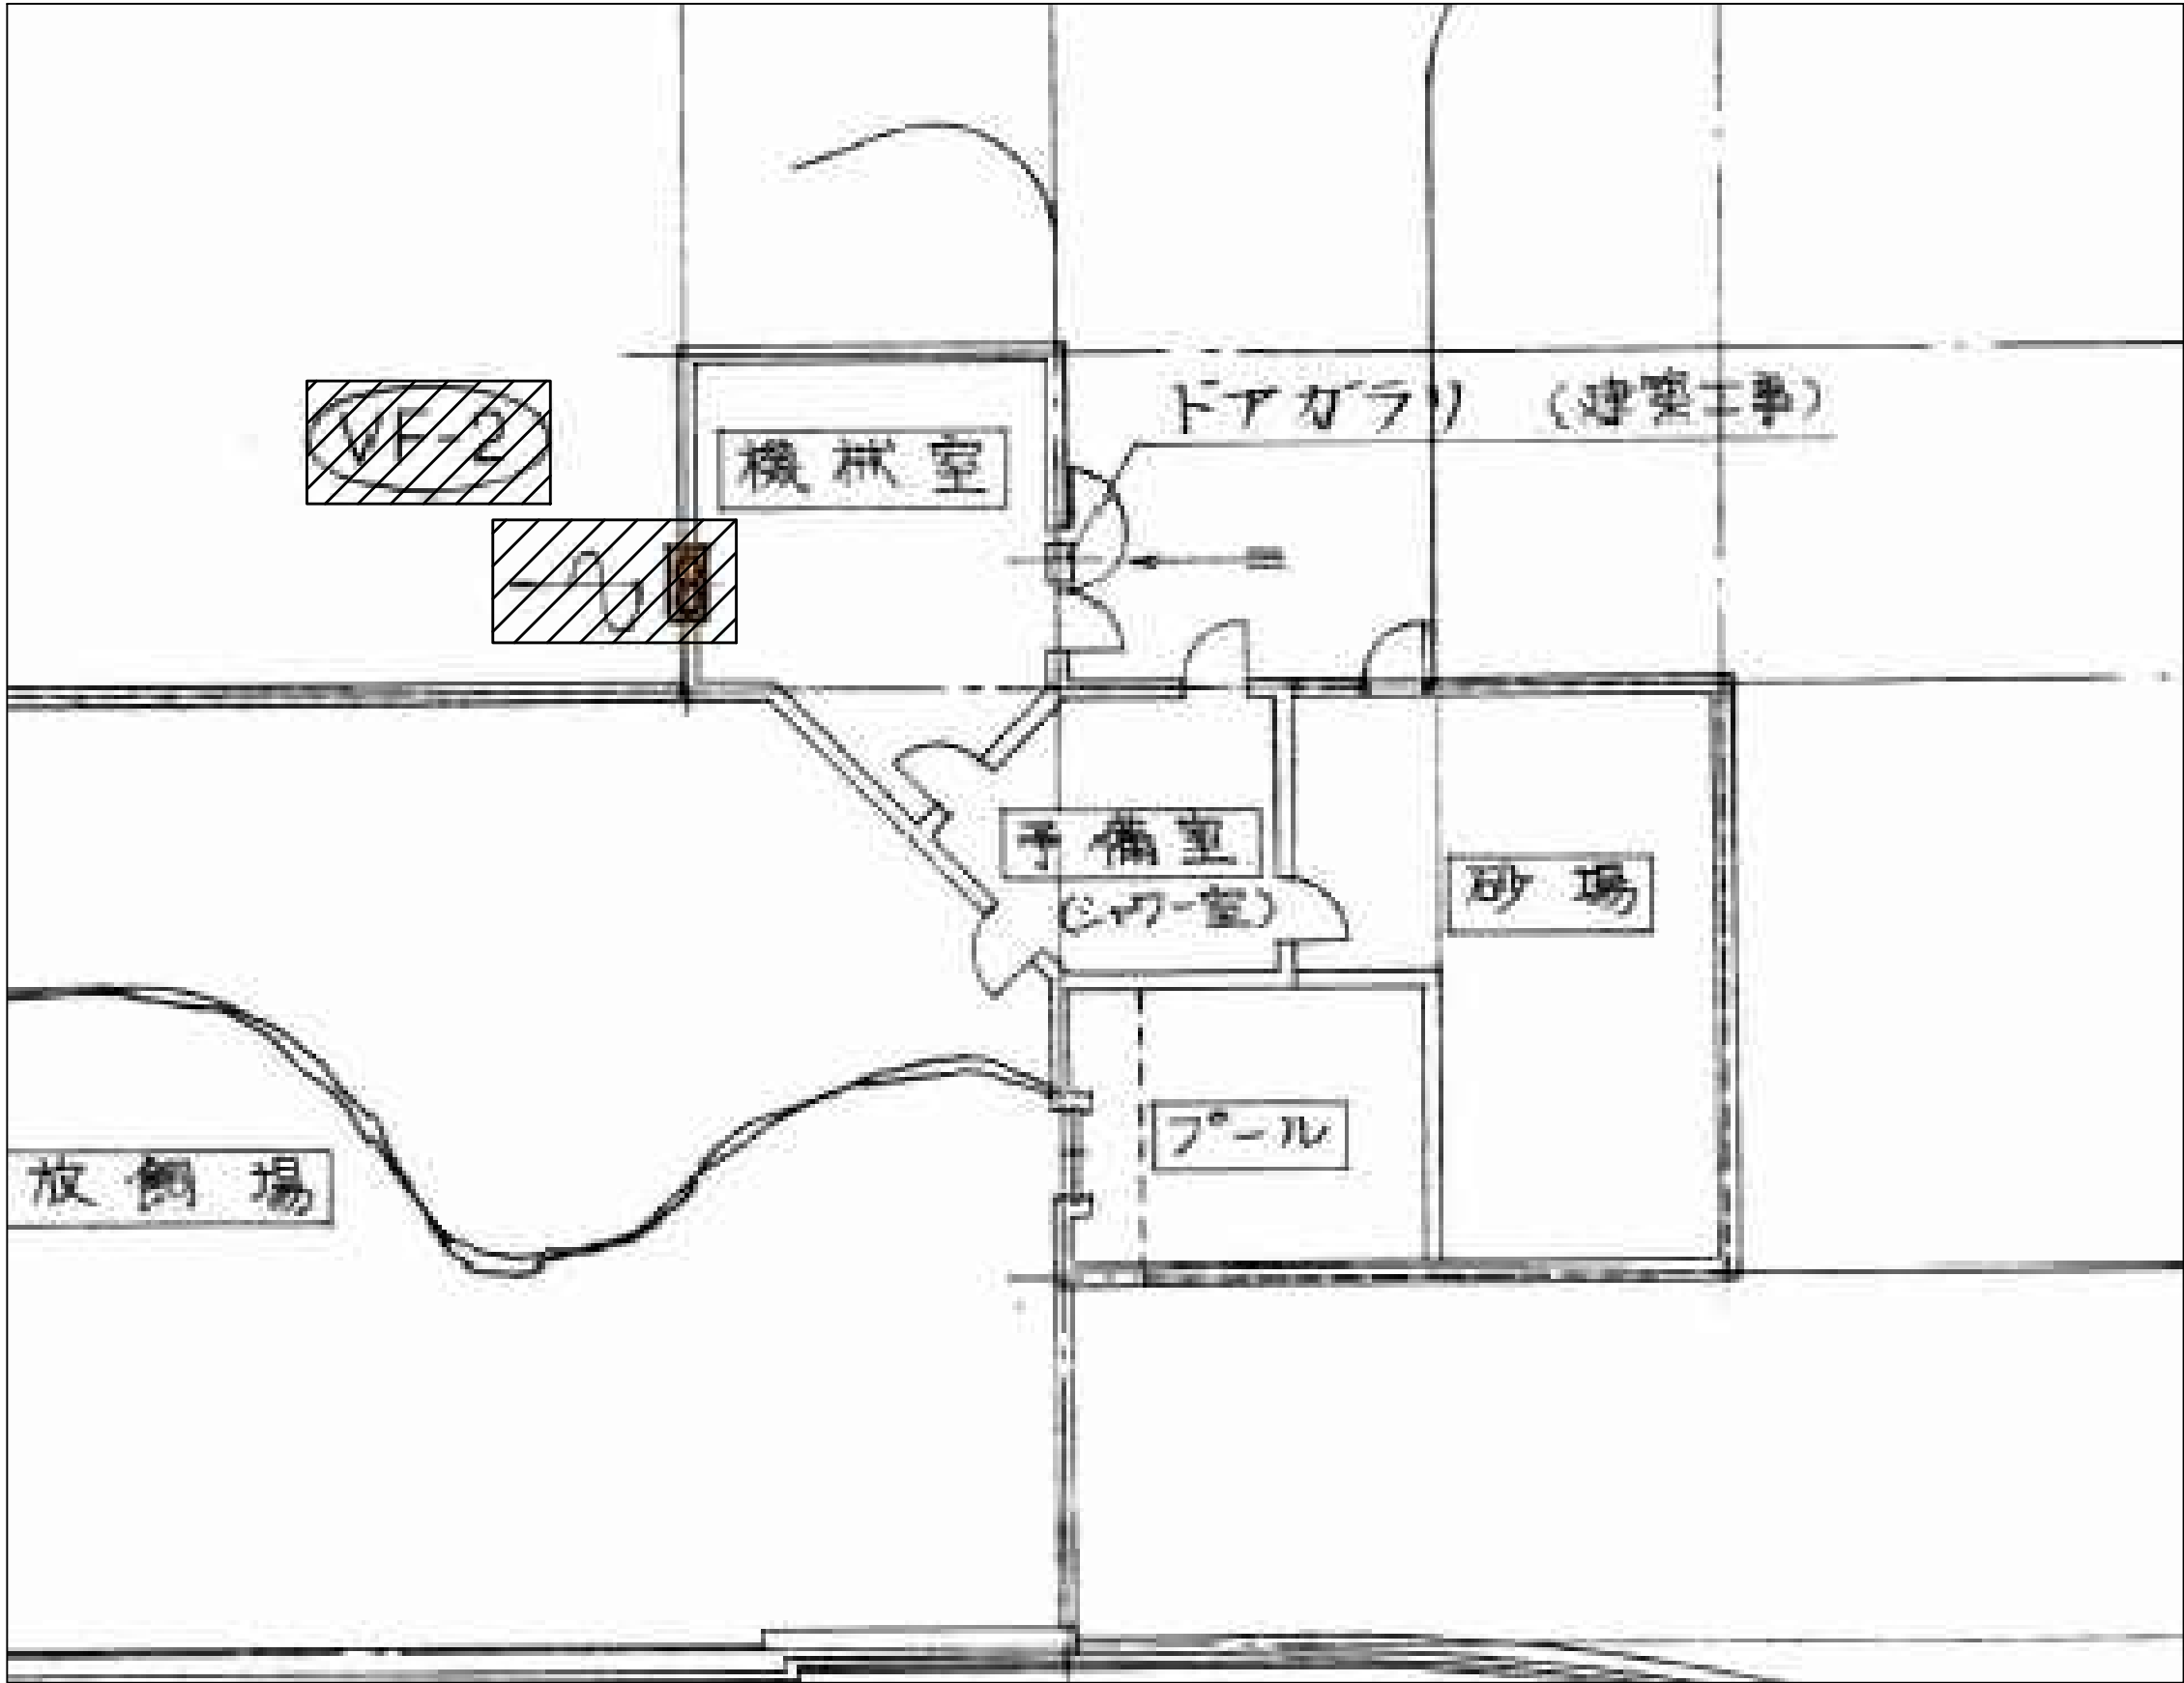 ドアガラリ (建築工事)
VF-2
機械室
予備室
(シャワー室)
砂場
プール
放飼場